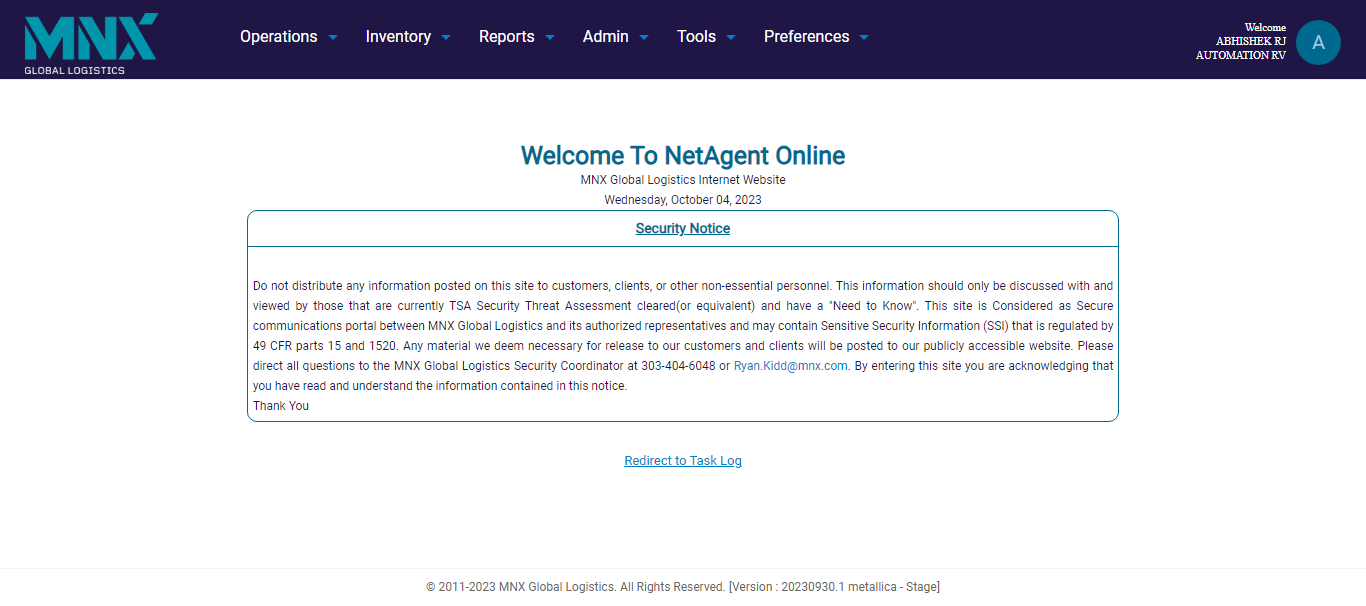 MNX
GLOBAL LOGISTICS
Operations Inventory Reports Admin Tools Preferences
Welcome
ABHISHEK RJ
AUTOMATION RV
A
Welcome To NetAgent Online
MNX Global Logistics Internet Website
Wednesday, October 04, 2023
Security Notice
Do not distribute any information posted on this site to customers, clients, or other non-essential personnel. This information should only be discussed with and
viewed by those that are currently TSA Security Threat Assessment cleared(or equivalent) and have a "Need to Know". This site is Considered as Secure
communications portal between MNX Global Logistics and its authorized representatives and may contain Sensitive Security Information (SSI) that is regulated by
49 CFR parts 15 and 1520. Any material we deem necessary for release to our customers and clients will be posted to our publicly accessible website. Please
direct all questions to the MNX Global Logistics Security Coordinator at 303-404-6048 or Ryan.Kidd@mnx.com. By entering this site you are acknowledging that
you have read and understand the information contained in this notice.
Thank You
Redirect to Task Log
© 2011-2023 MNX Global Logistics. All Rights Reserved. [Version : 20230930.1 metallica - Stage]